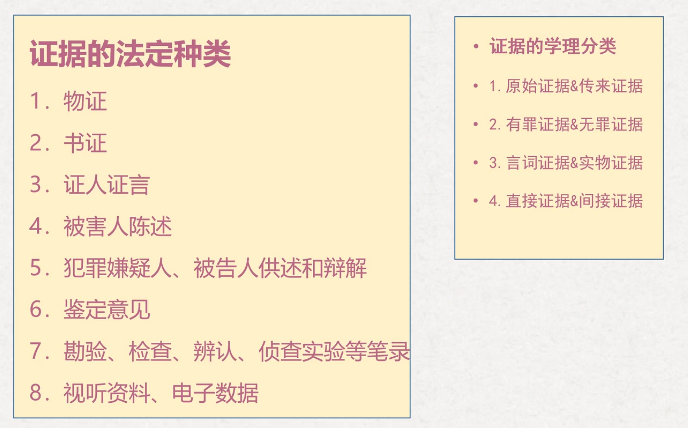 证据的法定种类
1. 物证
2. 书证
3. 证人证言
4. 被害人陈述
5. 犯罪嫌疑人、被告人供述和辩解
6. 鉴定意见
7. 勘验、检查、辨认、侦查实验等笔录
8. 视听资料、电子数据
• 证据的学理分类
• 1. 原始证据&传来证据
• 2. 有罪证据&无罪证据
• 3. 言词证据&实物证据
• 4. 直接证据&间接证据